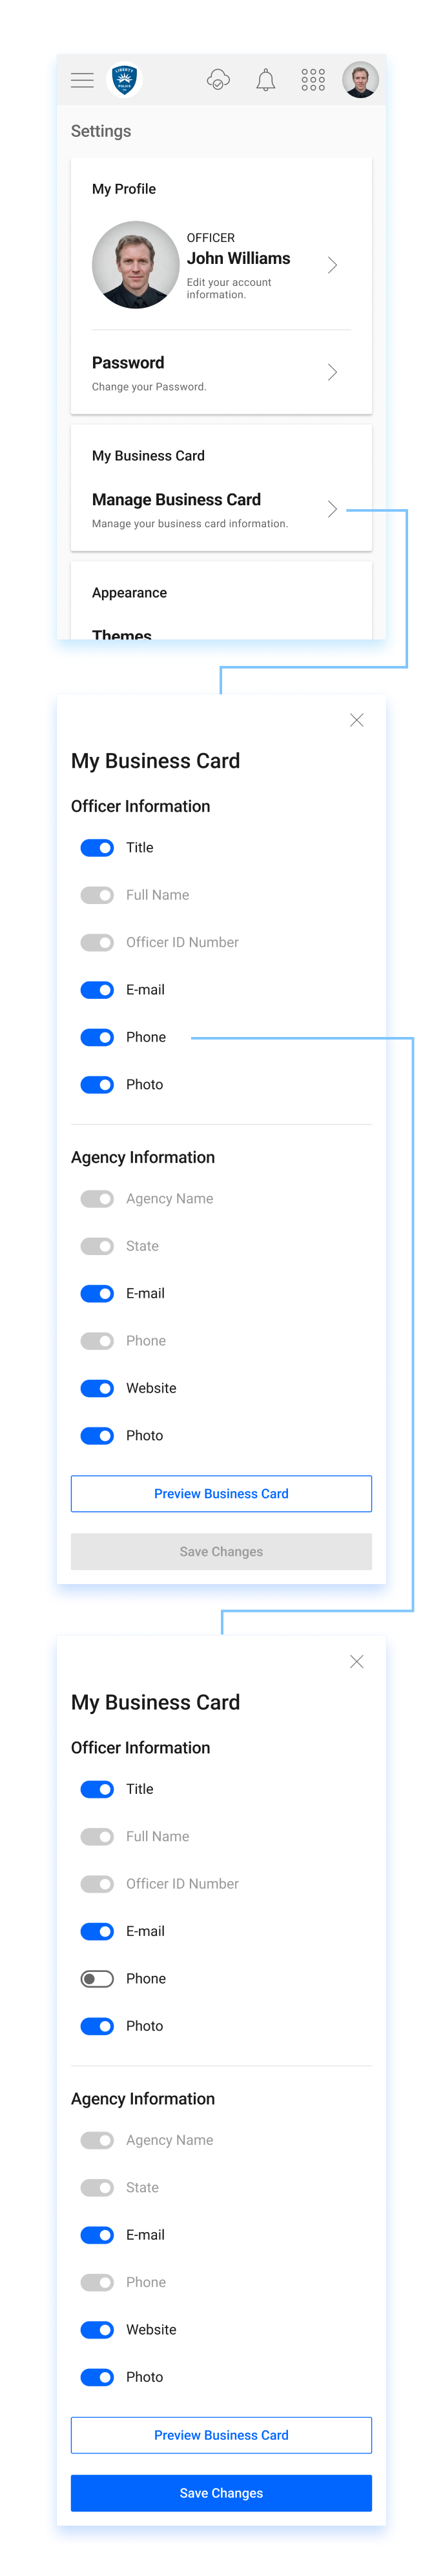 LIBERTY
POLICE
Settings
My Profile
OFFICER
John Williams
Edit your account
information.
Password
Change your Password.
My Business Card
Manage Business Card
Manage your business card information.
Appearance
Themes
My Business Card
Officer Information
Title
Full Name
Officer ID Number
E-mail
Phone
Photo
Agency Information
Agency Name
State
E-mail
Phone
Website
Photo
Preview Business Card
Save Changes
My Business Card
Officer Information
Title
Full Name
Officer ID Number
E-mail
Phone
Photo
Agency Information
Agency Name
State
E-mail
Phone
Website
Photo
Preview Business Card
Save Changes